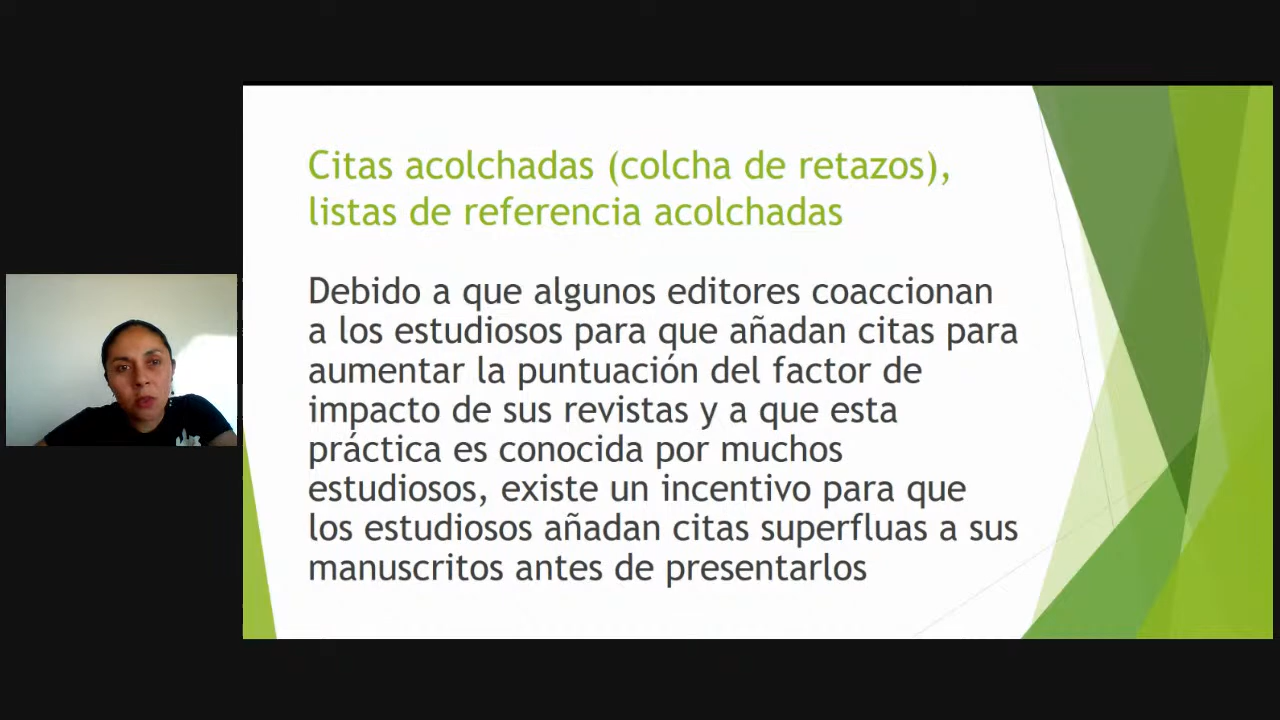 Citas acolchadas (colcha de retazos),
listas de referencia acolchadas
Debido a que algunos editores coaccionan
a los estudiosos para que añadan citas para
aumentar la puntuación del factor de
impacto de sus revistas y a que esta
práctica es conocida por muchos
estudiosos, existe un incentivo para que
los estudiosos añadan citas superfluas a sus
manuscritos antes de presentarlos